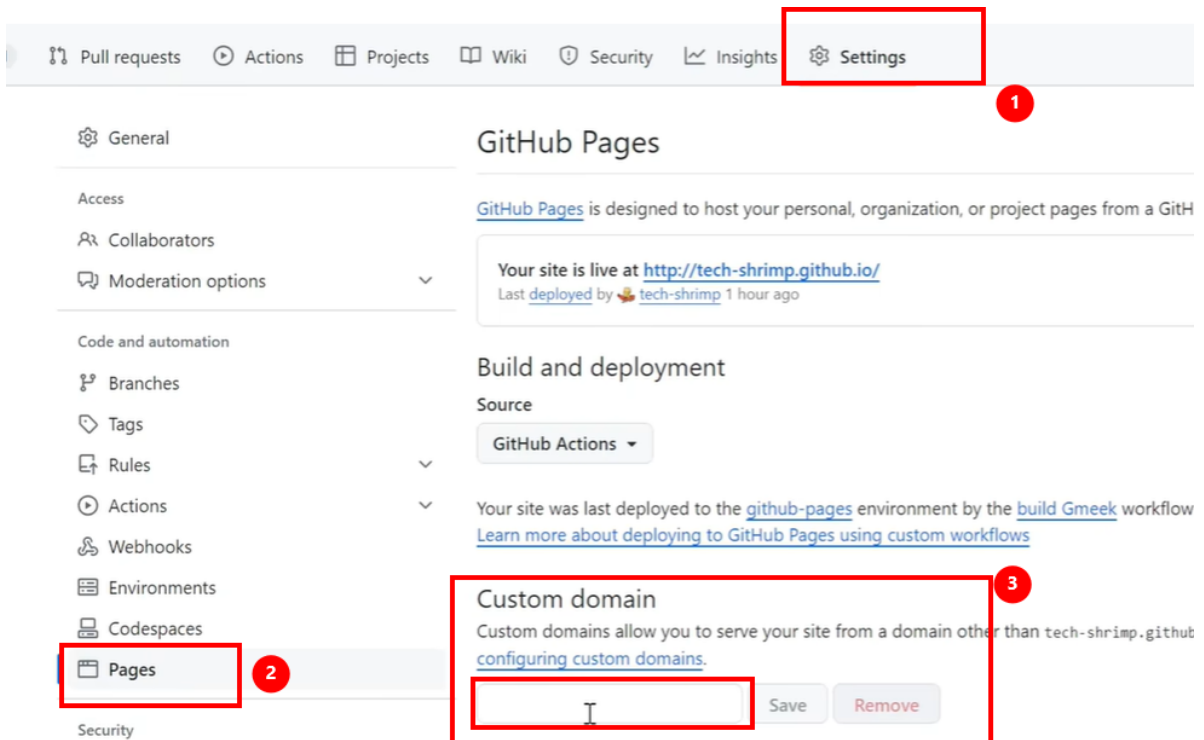 Pull requests Actions Projects Wiki Security Insights Settings
1
General
Access
Collaborators
Moderation options
Code and automation
Branches
Tags
Rules
Actions
Webhooks
Environments
Codespaces
Pages
2
Security
GitHub Pages
GitHub Pages is designed to host your personal, organization, or project pages from a GitH
Your site is live at http://tech-shrimp.github.io/
Last deployed by tech-shrimp 1 hour ago
Build and deployment
Source
GitHub Actions
Your site was last deployed to the github-pages environment by the build Gmeek workflow
Learn more about deploying to GitHub Pages using custom workflows
3
Custom domain
Custom domains allow you to serve your site from a domain other than tech-shrimp.github
configuring custom domains.
Save Remove